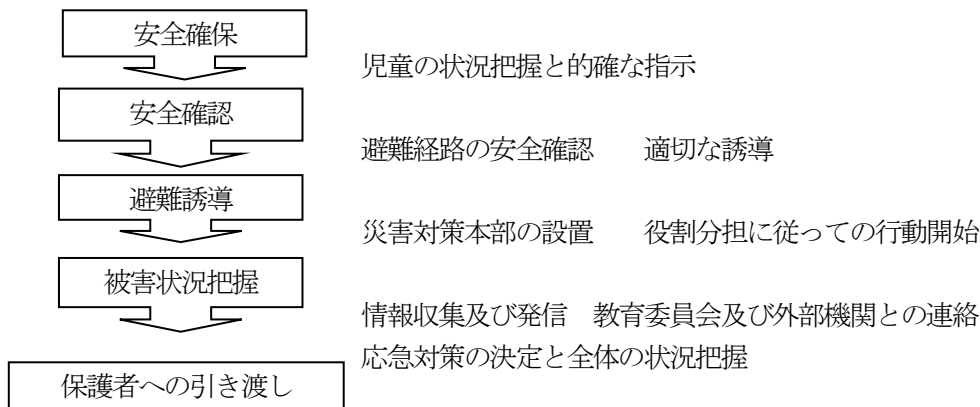 安全確保
児童の状況把握と的確な指示
安全確認
避難経路の安全確認　　適切な誘導
避難誘導
災害対策本部の設置　　役割分担に従っての行動開始
被害状況把握
情報収集及び発信　教育委員会及び外部機関との連絡
応急対策の決定と全体の状況把握
保護者への引き渡し